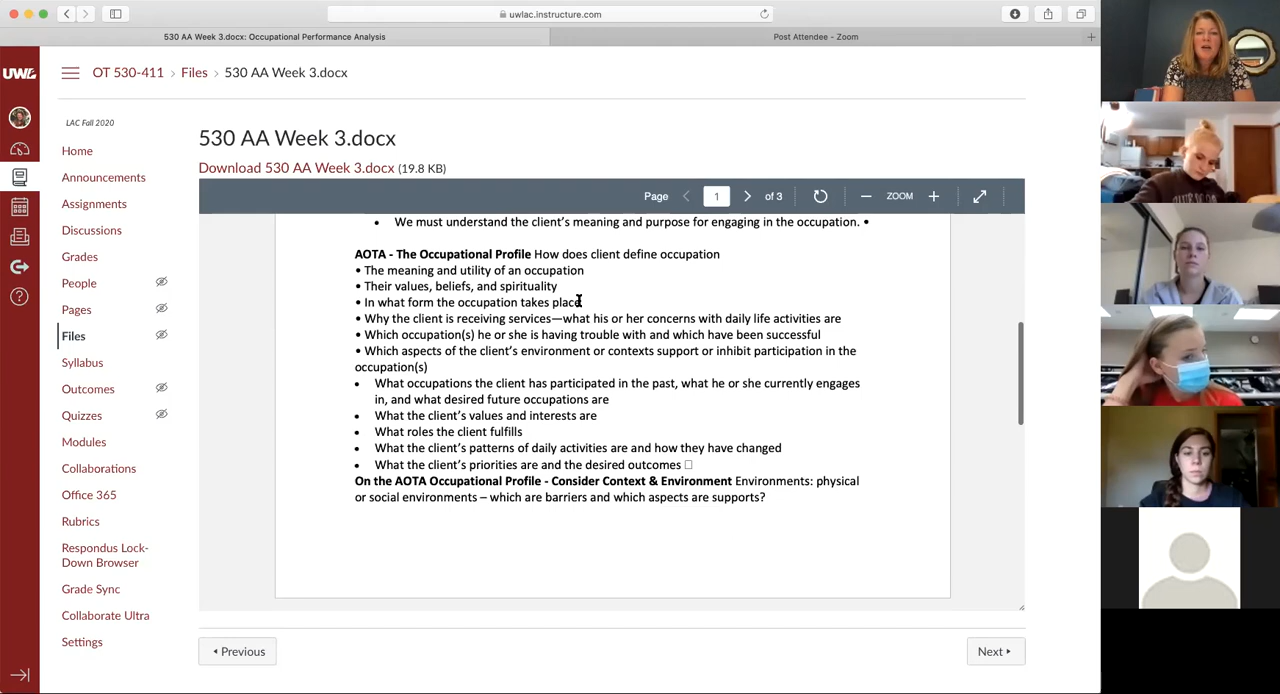 uwlac.instructure.com
530 AA Week 3.docx: Occupational Performance Analysis
Post Attendee - Zoom
UWL
OT 530-411 > Files > 530 AA Week 3.docx
LAC Fall 2020
Home
Announcements
Assignments
Discussions
Grades
People
Pages
Files
Syllabus
Outcomes
Quizzes
Modules
Collaborations
Office 365
Rubrics
Respondus Lock-
Down Browser
Grade Sync
Collaborate Ultra
Settings
530 AA Week 3.docx
Download 530 AA Week 3.docx (19.8 KB)
Page 1 of 3 ZOOM
• We must understand the client's meaning and purpose for engaging in the occupation. •
AOTA - The Occupational Profile How does client define occupation
• The meaning and utility of an occupation
• Their values, beliefs, and spirituality
• In what form the occupation takes place
• Why the client is receiving services—what his or her concerns with daily life activities are
• Which occupation(s) he or she is having trouble with and which have been successful
• Which aspects of the client's environment or contexts support or inhibit participation in the
occupation(s)
• What occupations the client has participated in the past, what he or she currently engages
in, and what desired future occupations are
• What the client's values and interests are
• What roles the client fulfills
• What the client's patterns of daily activities are and how they have changed
• What the client's priorities are and the desired outcomes □
On the AOTA Occupational Profile - Consider Context & Environment Environments: physical
or social environments – which are barriers and which aspects are supports?
Previous
Next